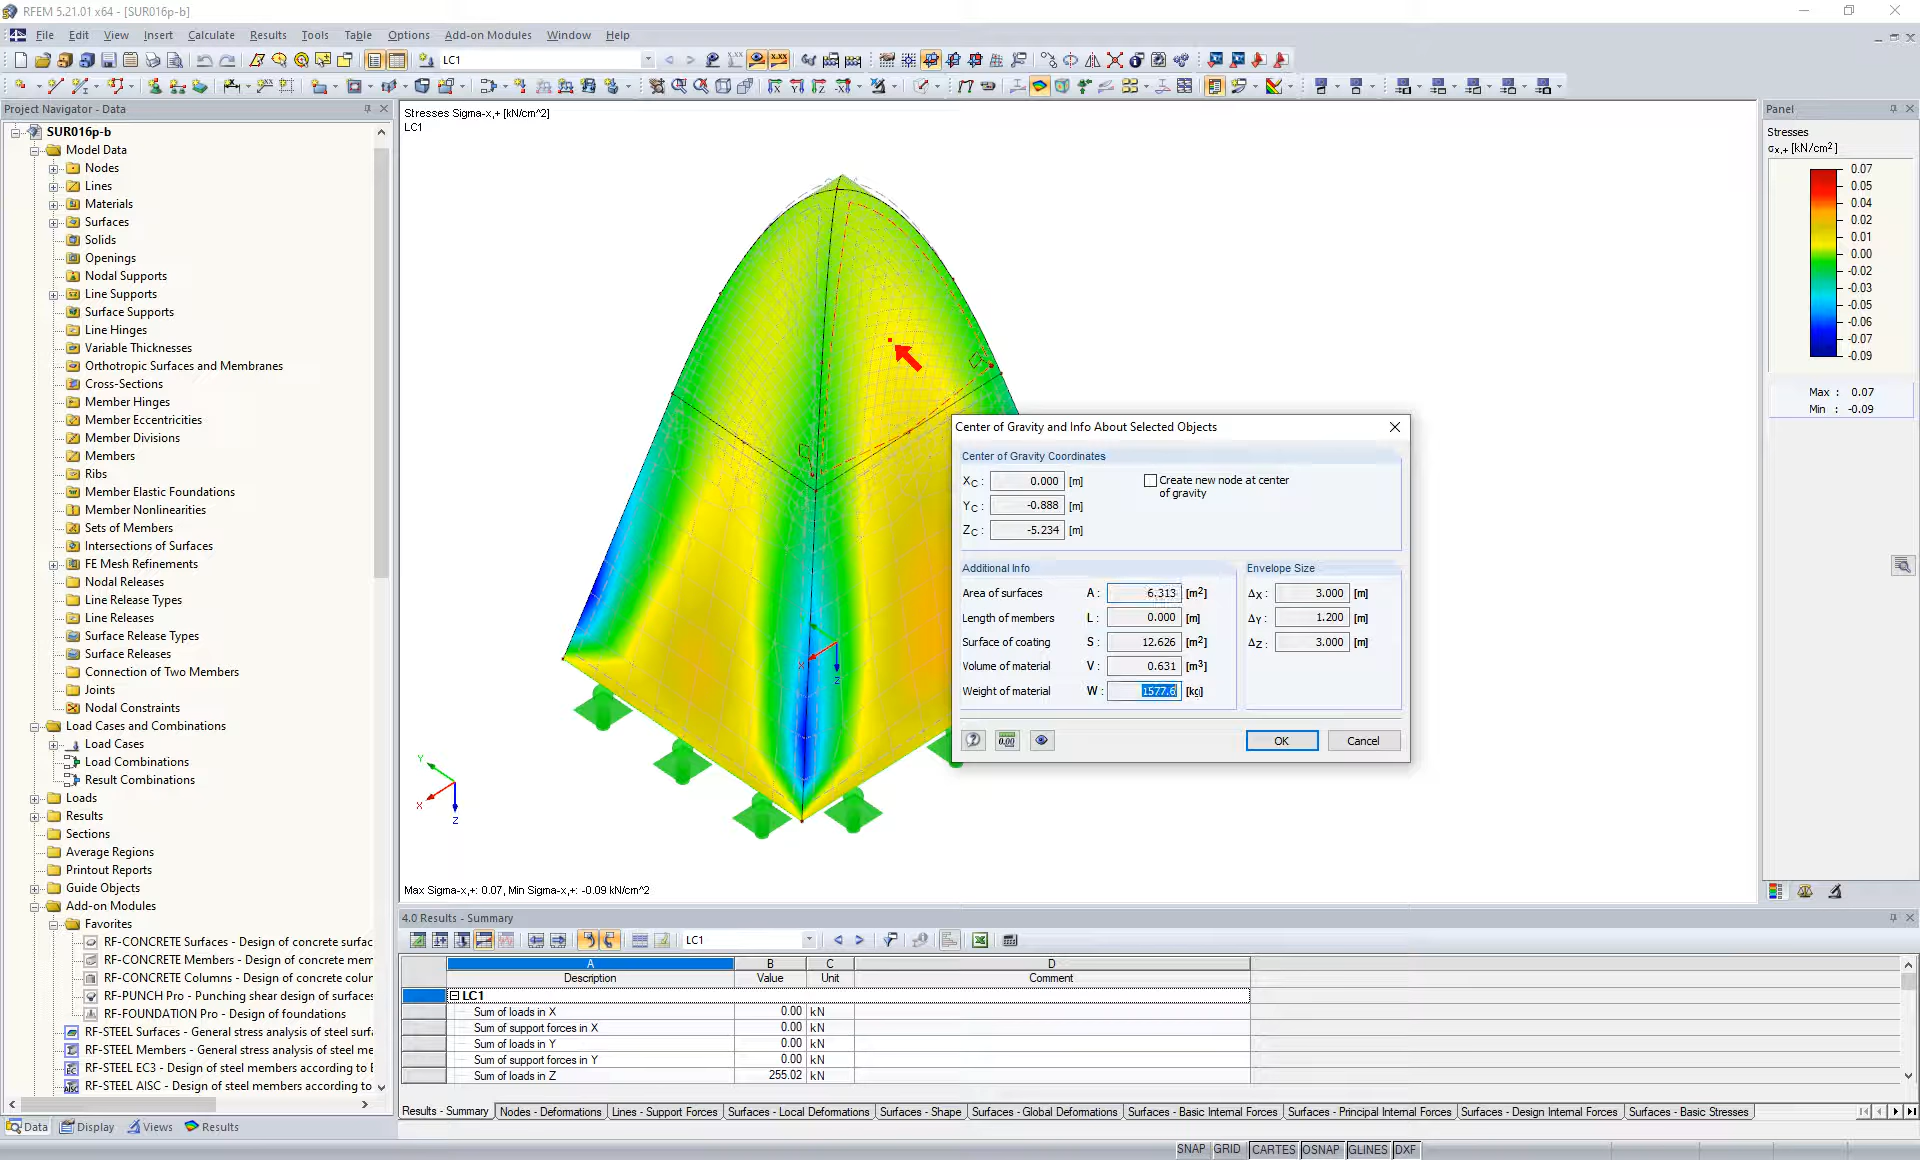 RFEM 5.21.01 x64 - [SUR016p-b]
File Edit View Insert Calculate Results Tools Table Options Add-on Modules Window Help
LC1
Project Navigator - Data
SUR016p-b
Model Data
Nodes
Lines
Materials
Surfaces
Solids
Openings
Nodal Supports
Line Supports
Surface Supports
Line Hinges
Variable Thicknesses
Orthotropic Surfaces and Membranes
Cross-Sections
Member Hinges
Member Eccentricities
Member Divisions
Members
Ribs
Member Elastic Foundations
Member Nonlinearities
Sets of Members
Intersections of Surfaces
FE Mesh Refinements
Nodal Releases
Line Release Types
Line Releases
Surface Release Types
Surface Releases
Connection of Two Members
Joints
Nodal Constraints
Load Cases and Combinations
Load Cases
Load Combinations
Result Combinations
Loads
Results
Sections
Average Regions
Printout Reports
Guide Objects
Add-on Modules
Favorites
RF-CONCRETE Surfaces - Design of concrete surfac
RF-CONCRETE Members - Design of concrete mem
RF-CONCRETE Columns - Design of concrete colur
RF-PUNCH Pro - Punching shear design of surfaces
RF-FOUNDATION Pro - Design of foundations
RF-STEEL Surfaces - General stress analysis of steel surfa
RF-STEEL Members - General stress analysis of steel me
RF-STEEL EC3 - Design of steel members according to E
RF-STEEL AISC - Design of steel members according to
Data Display Views Results
Stresses Sigma-x,+ [kN/cm^2]
LC1
X
Z
Y
X
Z
Max Sigma-x,+: 0.07, Min Sigma-x,+: -0.09 kN/cm^2
Center of Gravity and Info About Selected Objects
Center of Gravity Coordinates
XC : 0.000 [m]
YC : -0.888 [m]
ZC : -5.234 [m]
Create new node at center
of gravity
Additional Info
Area of surfaces A : 6.313 [m2]
Length of members L : 0.000 [m]
Surface of coating S : 12.626 [m2]
Volume of material V : 0.631 [m3]
Weight of material W : 1577.6 [kg]
Envelope Size
ΔX : 3.000 [m]
ΔY : 1.200 [m]
ΔZ : 3.000 [m]
0.00
OK Cancel
Panel
Stresses
σx,+ [kN/cm2]
0.07
0.05
0.04
0.02
0.01
0.00
-0.02
-0.03
-0.05
-0.06
-0.07
-0.09
Max : 0.07
Min : -0.09
4.0 Results - Summary
LC1
A B C D
Description Value Unit Comment
LC1
Sum of loads in X 0.00 kN
Sum of support forces in X 0.00 kN
Sum of loads in Y 0.00 kN
Sum of support forces in Y 0.00 kN
Sum of loads in Z 255.02 kN
Results - Summary Nodes - Deformations Lines - Support Forces Surfaces - Local Deformations Surfaces - Shape Surfaces - Global Deformations Surfaces - Basic Internal Forces Surfaces - Principal Internal Forces Surfaces - Design Internal Forces Surfaces - Basic Stresses
SNAP GRID CARTES OSNAP GLINES DXF